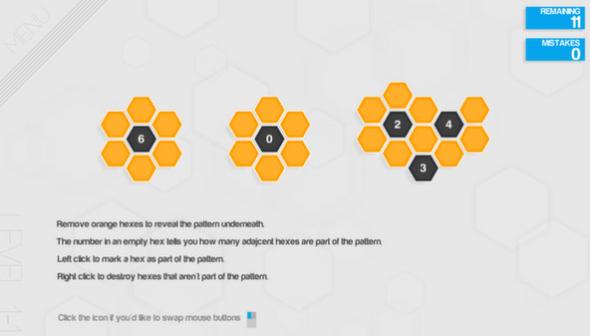 MENU
REMAINING
11
MISTAKES
0
6
0
2
4
3
Remove orange hexes to reveal the pattern underneath.
The number in an empty hex tells you how many adajcent hexes are part of the pattern.
Left click to mark a hex as part of the pattern.
Right click to destroy hexes that aren't part of the pattern.
Click the icon if you'd like to swap mouse buttons
LEVEL 1-1